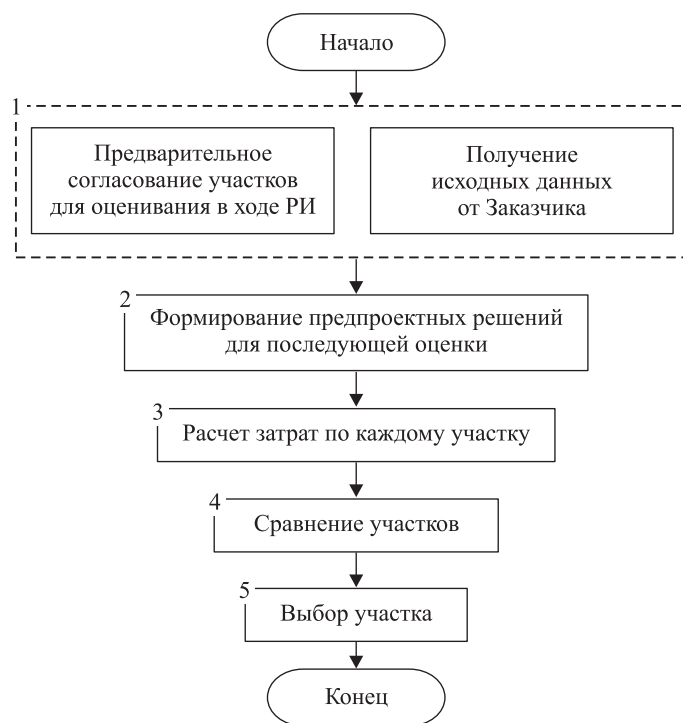 Начало
1
Предварительное
согласование участков
для оценивания в ходе РИ
Получение
исходных данных
от Заказчика
2
Формирование предпроектных решений
для последующей оценки
3
Расчет затрат по каждому участку
4
Сравнение участков
5
Выбор участка
Конец